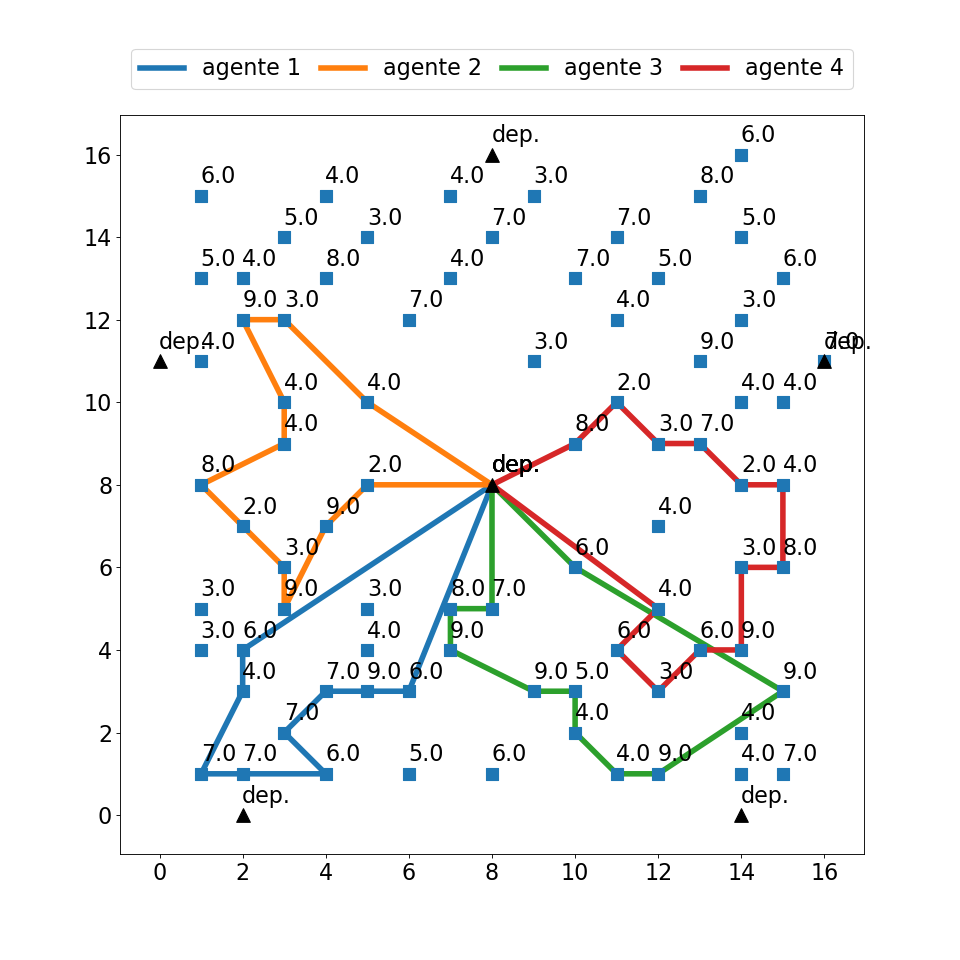 agente 1 agente 2 agente 3 agente 4
dep. 6.0
16
6.0 4.0 4.0 3.0 8.0
5.0 3.0 7.0 7.0 5.0
14
5.0 4.0 8.0 4.0 7.0 5.0 6.0
9.0 3.0 7.0 4.0 3.0
12
dep. 4.0 3.0 9.0 7.0 dep.
4.0 4.0 2.0 4.0 4.0
10
4.0 8.0 3.0 7.0
8.0 2.0 dep. 2.0 4.0
8
2.0 9.0 4.0
3.0 6.0 3.0 8.0
6
3.0 9.0 3.0 8.0 7.0 4.0
3.0 6.0 4.0 9.0 6.0 6.0 9.0
4
4.0 7.0 9.0 6.0 9.0 5.0 3.0 9.0
7.0 4.0 4.0
2
7.0 7.0 6.0 5.0 6.0 4.0 9.0 4.0 7.0
dep. dep.
0
0 2 4 6 8 10 12 14 16